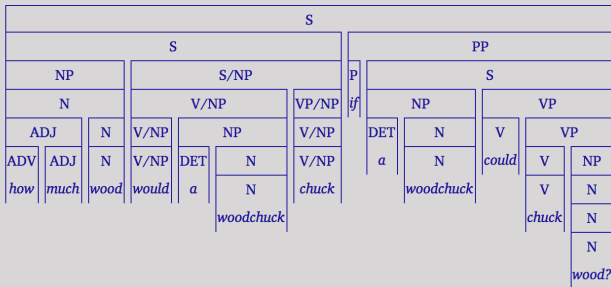 S
S PP
NP S/NP P S
N V/NP VP/NP if NP VP
ADJ N V/NP NP V/NP DET N V VP
ADV ADJ N V/NP DET N V/NP a N could V NP
how much wood would a N chuck woodchuck V N
woodchuck chuck N
N
wood?